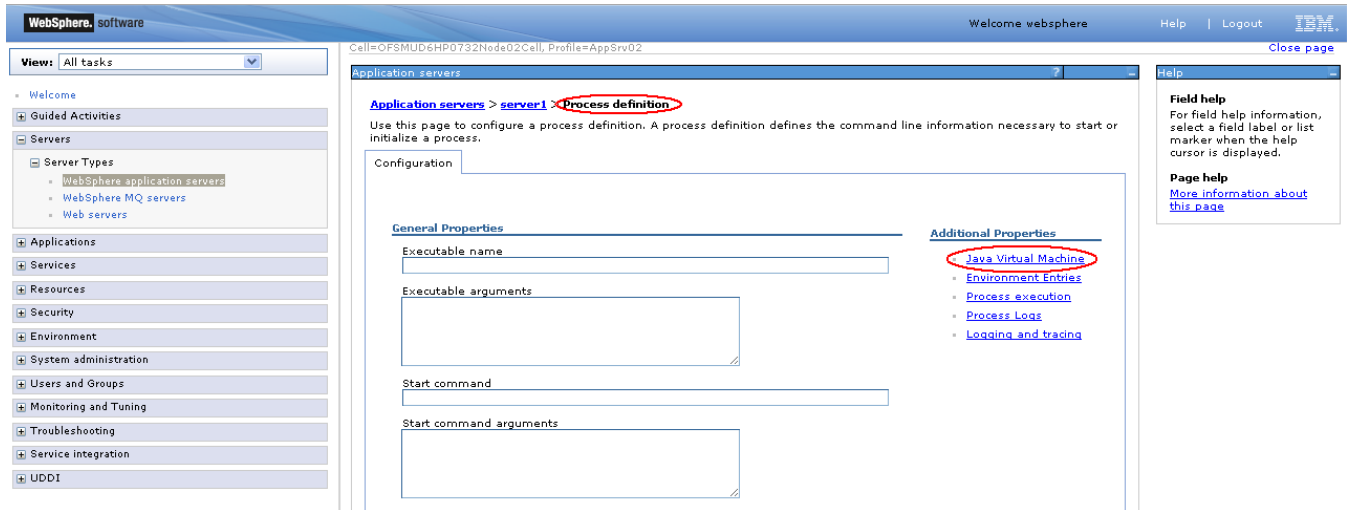 WebSphere. software
Welcome websphere
Help | Logout
IBM.
View: All tasks
Cell=OFSMUD6HP0732Node02Cell, Profile=AppSrv02
Close page
Welcome
Guided Activities
Servers
Server Types
WebSphere application servers
WebSphere MQ servers
Web servers
Applications
Services
Resources
Security
Environment
System administration
Users and Groups
Monitoring and Tuning
Troubleshooting
Service integration
UDDI
Application servers
?
Application servers > server1 > Process definition
Use this page to configure a process definition. A process definition defines the command line information necessary to start or
initialize a process.
Configuration
General Properties
Executable name
Executable arguments
Start command
Start command arguments
Additional Properties
Java Virtual Machine
Environment Entries
Process execution
Process Logs
Logging and tracing
Help
Field help
For field help information,
select a field label or list
marker when the help
cursor is displayed.
Page help
More information about
this page